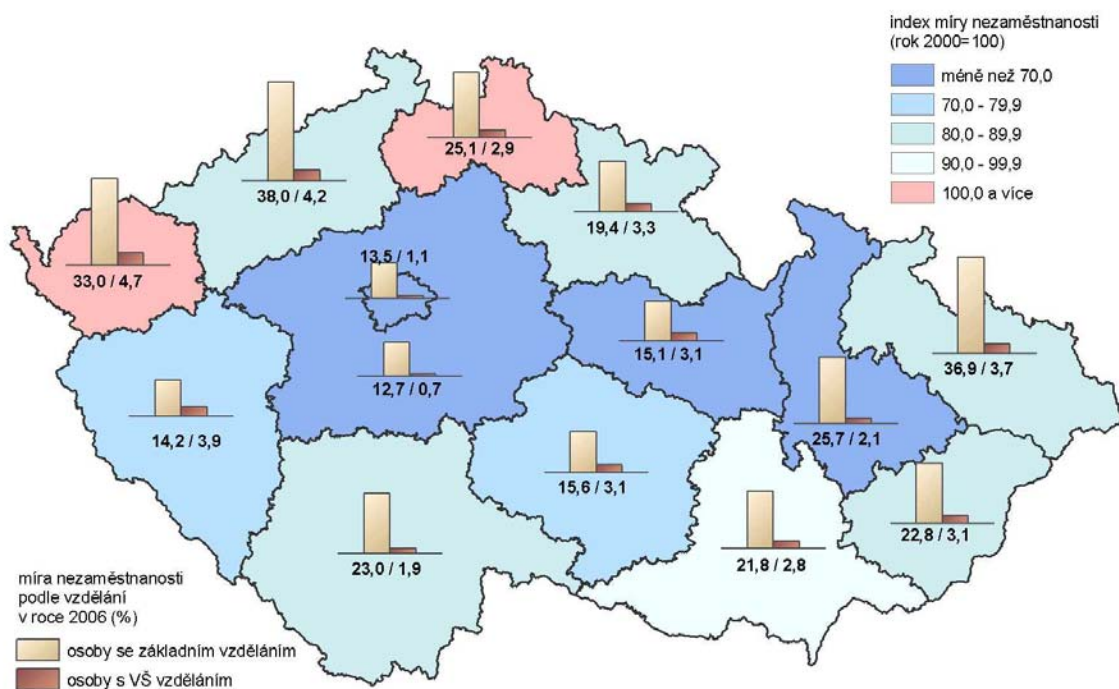 index míry nezaměstnanosti
(rok 2000=100)
méně než 70,0
70,0 - 79,9
80,0 - 89,9
90,0 - 99,9
100,0 a více
25,1 / 2,9
38,0 / 4,2
19,4 / 3,3
33,0 / 4,7
13,5 / 1,1
15,1 / 3,1
36,9 / 3,7
12,7 / 0,7
14,2 / 3,9
25,7 / 2,1
15,6 / 3,1
22,8 / 3,1
23,0 / 1,9
21,8 / 2,8
míra nezaměstnanosti
podle vzdělání
v roce 2006 (%)
osoby se základním vzděláním
osoby s VŠ vzděláním